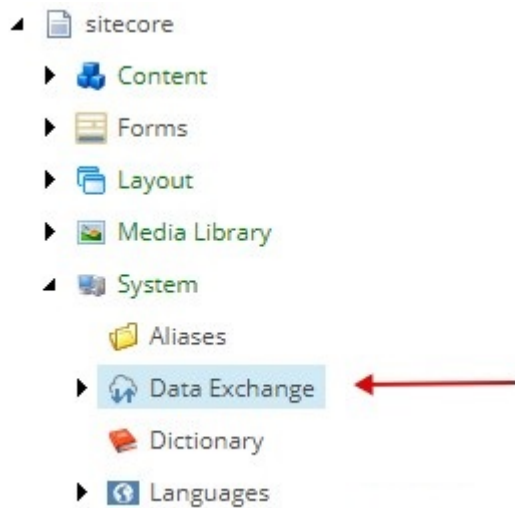 sitecore
Content
Forms
Layout
Media Library
System
Aliases
Data Exchange
Dictionary
Languages